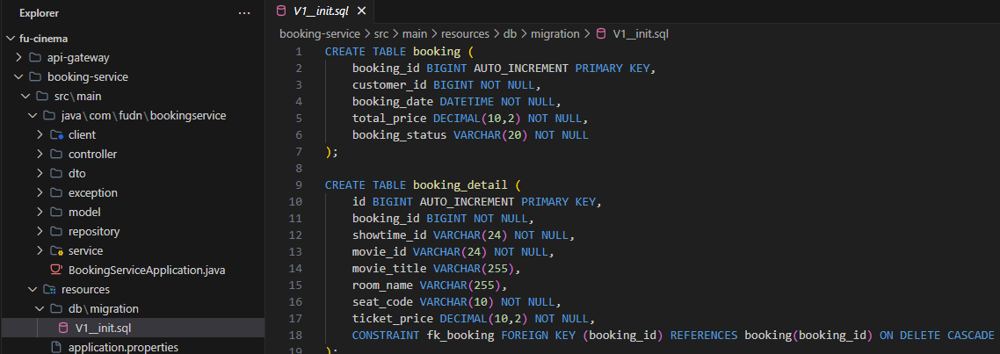 Explorer
···
fu-cinema
api-gateway
booking-service
src\main
java\com\fudn\bookingservice
client
controller
dto
exception
model
repository
service
BookingServiceApplication.java
resources
db\migration
V1__init.sql
application.properties
V1__init.sql ×
booking-service > src > main > resources > db > migration > V1__init.sql
1 CREATE TABLE booking (
2 booking_id BIGINT AUTO_INCREMENT PRIMARY KEY,
3 customer_id BIGINT NOT NULL,
4 booking_date DATETIME NOT NULL,
5 total_price DECIMAL(10,2) NOT NULL,
6 booking_status VARCHAR(20) NOT NULL
7 );
8
9 CREATE TABLE booking_detail (
10 id BIGINT AUTO_INCREMENT PRIMARY KEY,
11 booking_id BIGINT NOT NULL,
12 showtime_id VARCHAR(24) NOT NULL,
13 movie_id VARCHAR(24) NOT NULL,
14 movie_title VARCHAR(255),
15 room_name VARCHAR(255),
16 seat_code VARCHAR(10) NOT NULL,
17 ticket_price DECIMAL(10,2) NOT NULL,
18 CONSTRAINT fk_booking FOREIGN KEY (booking_id) REFERENCES booking(booking_id) ON DELETE CASCADE
19 );